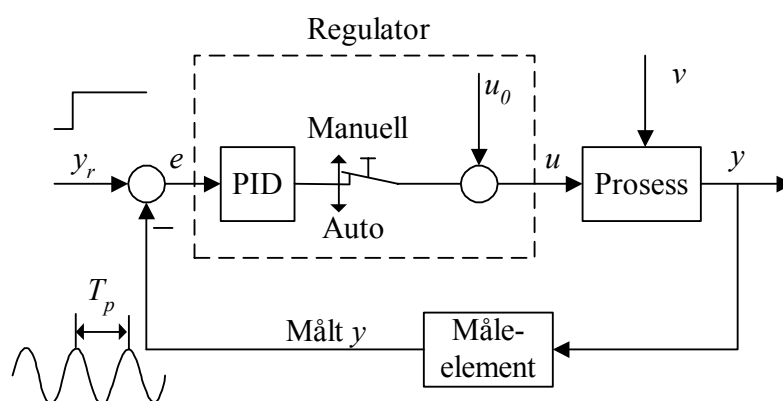 Regulator
u0
v
Manuell
yr
e
PID
u
Prosess
y
Auto
Tp
Målt y
Måle-
element